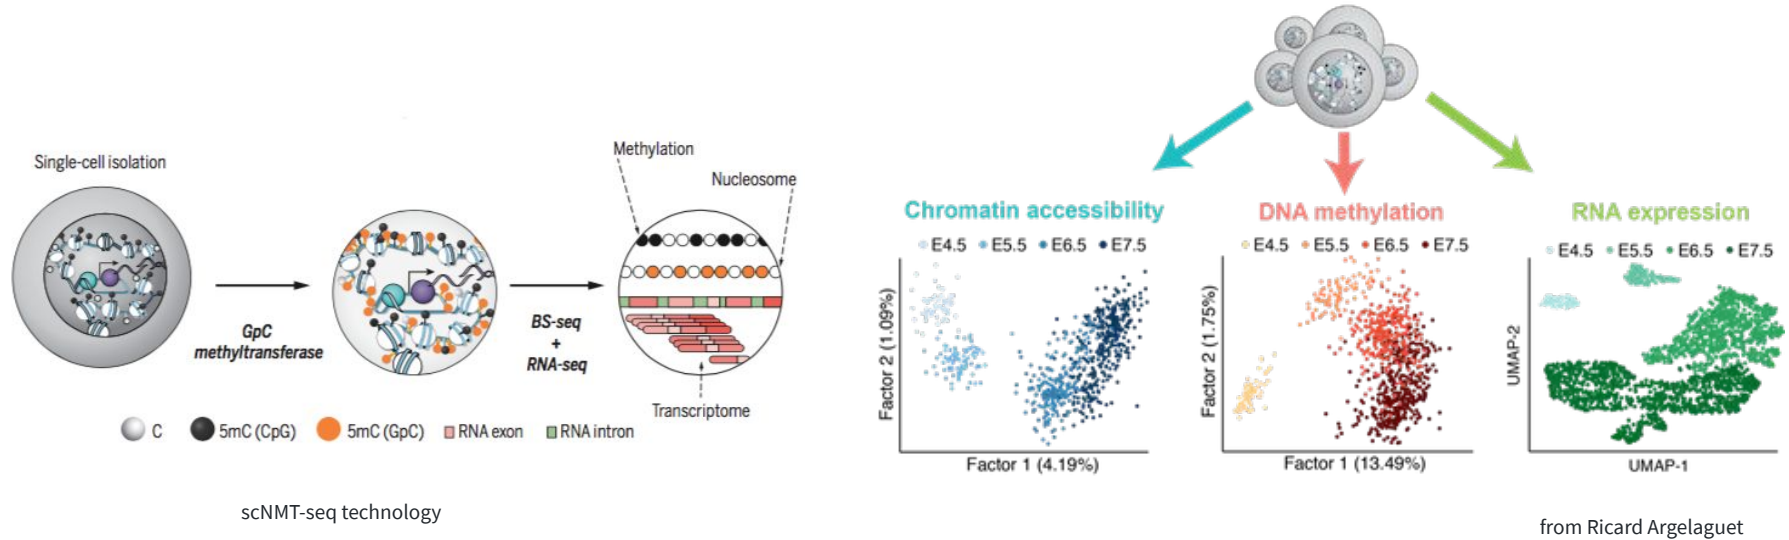 Single-cell isolation
GpC
methyltransferase
BS-seq
+
RNA-seq
Methylation
Nucleosome
Transcriptome
C
5mC (CpG)
5mC (GpC)
RNA exon
RNA intron
scNMT-seq technology
Chromatin accessibility
E4.5 E5.5 E6.5 E7.5
Factor 2 (1.09%)
Factor 1 (4.19%)
DNA methylation
E4.5 E5.5 E6.5 E7.5
Factor 2 (1.75%)
Factor 1 (13.49%)
RNA expression
E4.5 E5.5 E6.5 E7.5
UMAP-2
UMAP-1
from Ricard Argelaguet